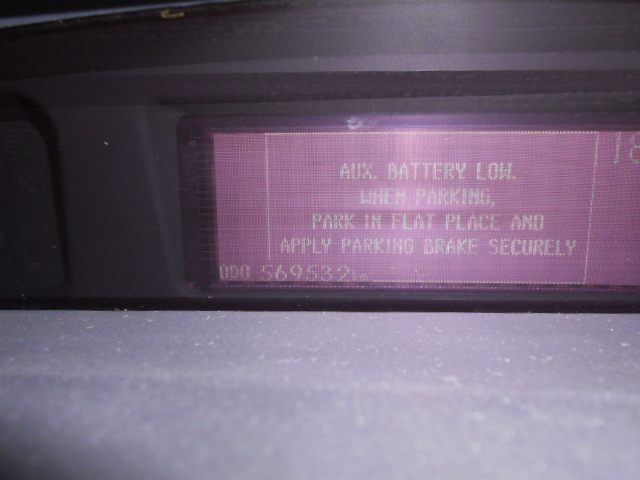 AUX. BATTERY LOW.
WHEN PARKING,
PARK IN FLAT PLACE AND
APPLY PARKING BRAKE SECURELY
ODO 569532km